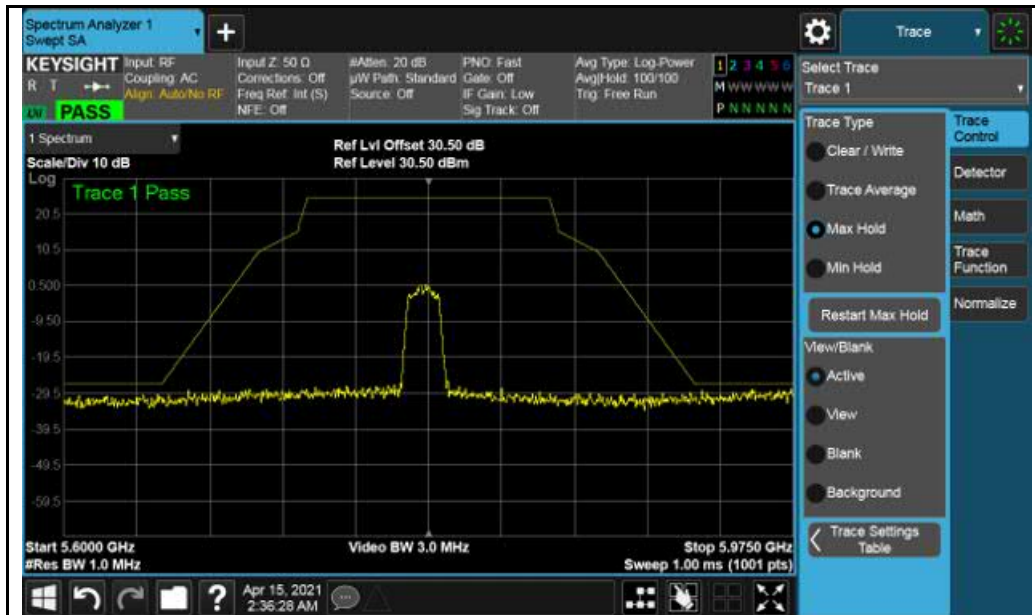 Spectrum Analyzer 1
Swept SA
+
Trace
KEYSIGHT
R T
PASS
Input: RF
Coupling: AC
Align: Auto/No RF
Input Z: 50 Ω
Corrections: Off
Freq Ref: Int (S)
NFE: Off
#Atten: 20 dB
µW Path: Standard
Source: Off
PNO: Fast
Gate: Off
IF Gain: Low
Sig Track: Off
Avg Type: Log-Power
Avg|Hold: 100/100
Trig: Free Run
1 2 3 4 5 6
M W W W W W
P N N N N N
Select Trace
Trace 1
1 Spectrum
Scale/Div 10 dB
Ref Lvl Offset 30.50 dB
Ref Level 30.50 dBm
Log
Trace 1 Pass
20.5
10.5
0.500
-9.50
-19.5
-29.5
-39.5
-49.5
-59.5
Start 5.6000 GHz
#Res BW 1.0 MHz
Video BW 3.0 MHz
Stop 5.9750 GHz
Sweep 1.00 ms (1001 pts)
Trace Type
Clear / Write
Trace Average
Max Hold
Min Hold
Restart Max Hold
View/Blank
Active
View
Blank
Background
Trace Settings
Table
Trace
Control
Detector
Math
Trace
Function
Normalize
?
Apr 15, 2021
2:36:28 AM